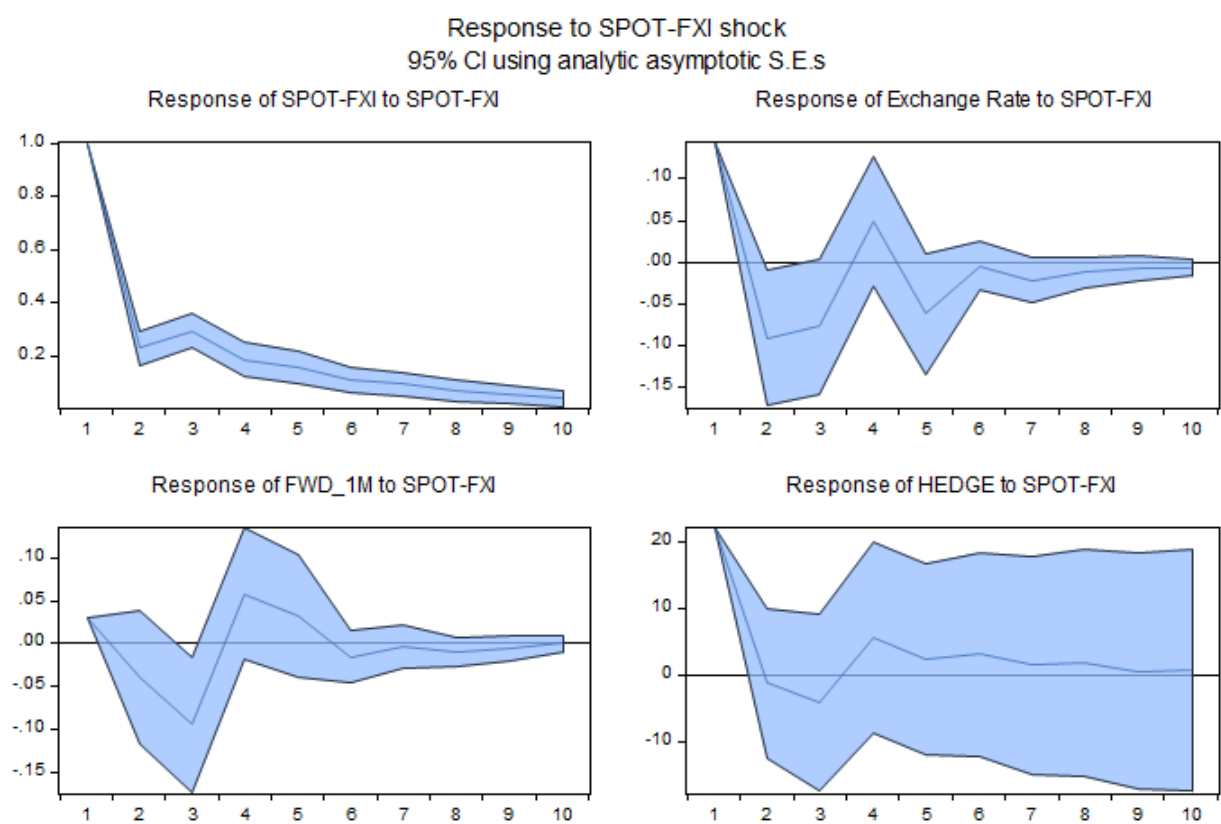 Response to SPOT-FXI shock
95% CI using analytic asymptotic S.E.s
Response of SPOT-FXI to SPOT-FXI
1.0
0.8
0.6
0.4
0.2
1 2 3 4 5 6 7 8 9 10
Response of Exchange Rate to SPOT-FXI
.10
.05
.00
-.05
-.10
-.15
1 2 3 4 5 6 7 8 9 10
Response of FWD_1M to SPOT-FXI
.10
.05
.00
-.05
-.10
-.15
1 2 3 4 5 6 7 8 9 10
Response of HEDGE to SPOT-FXI
20
10
0
-10
1 2 3 4 5 6 7 8 9 10